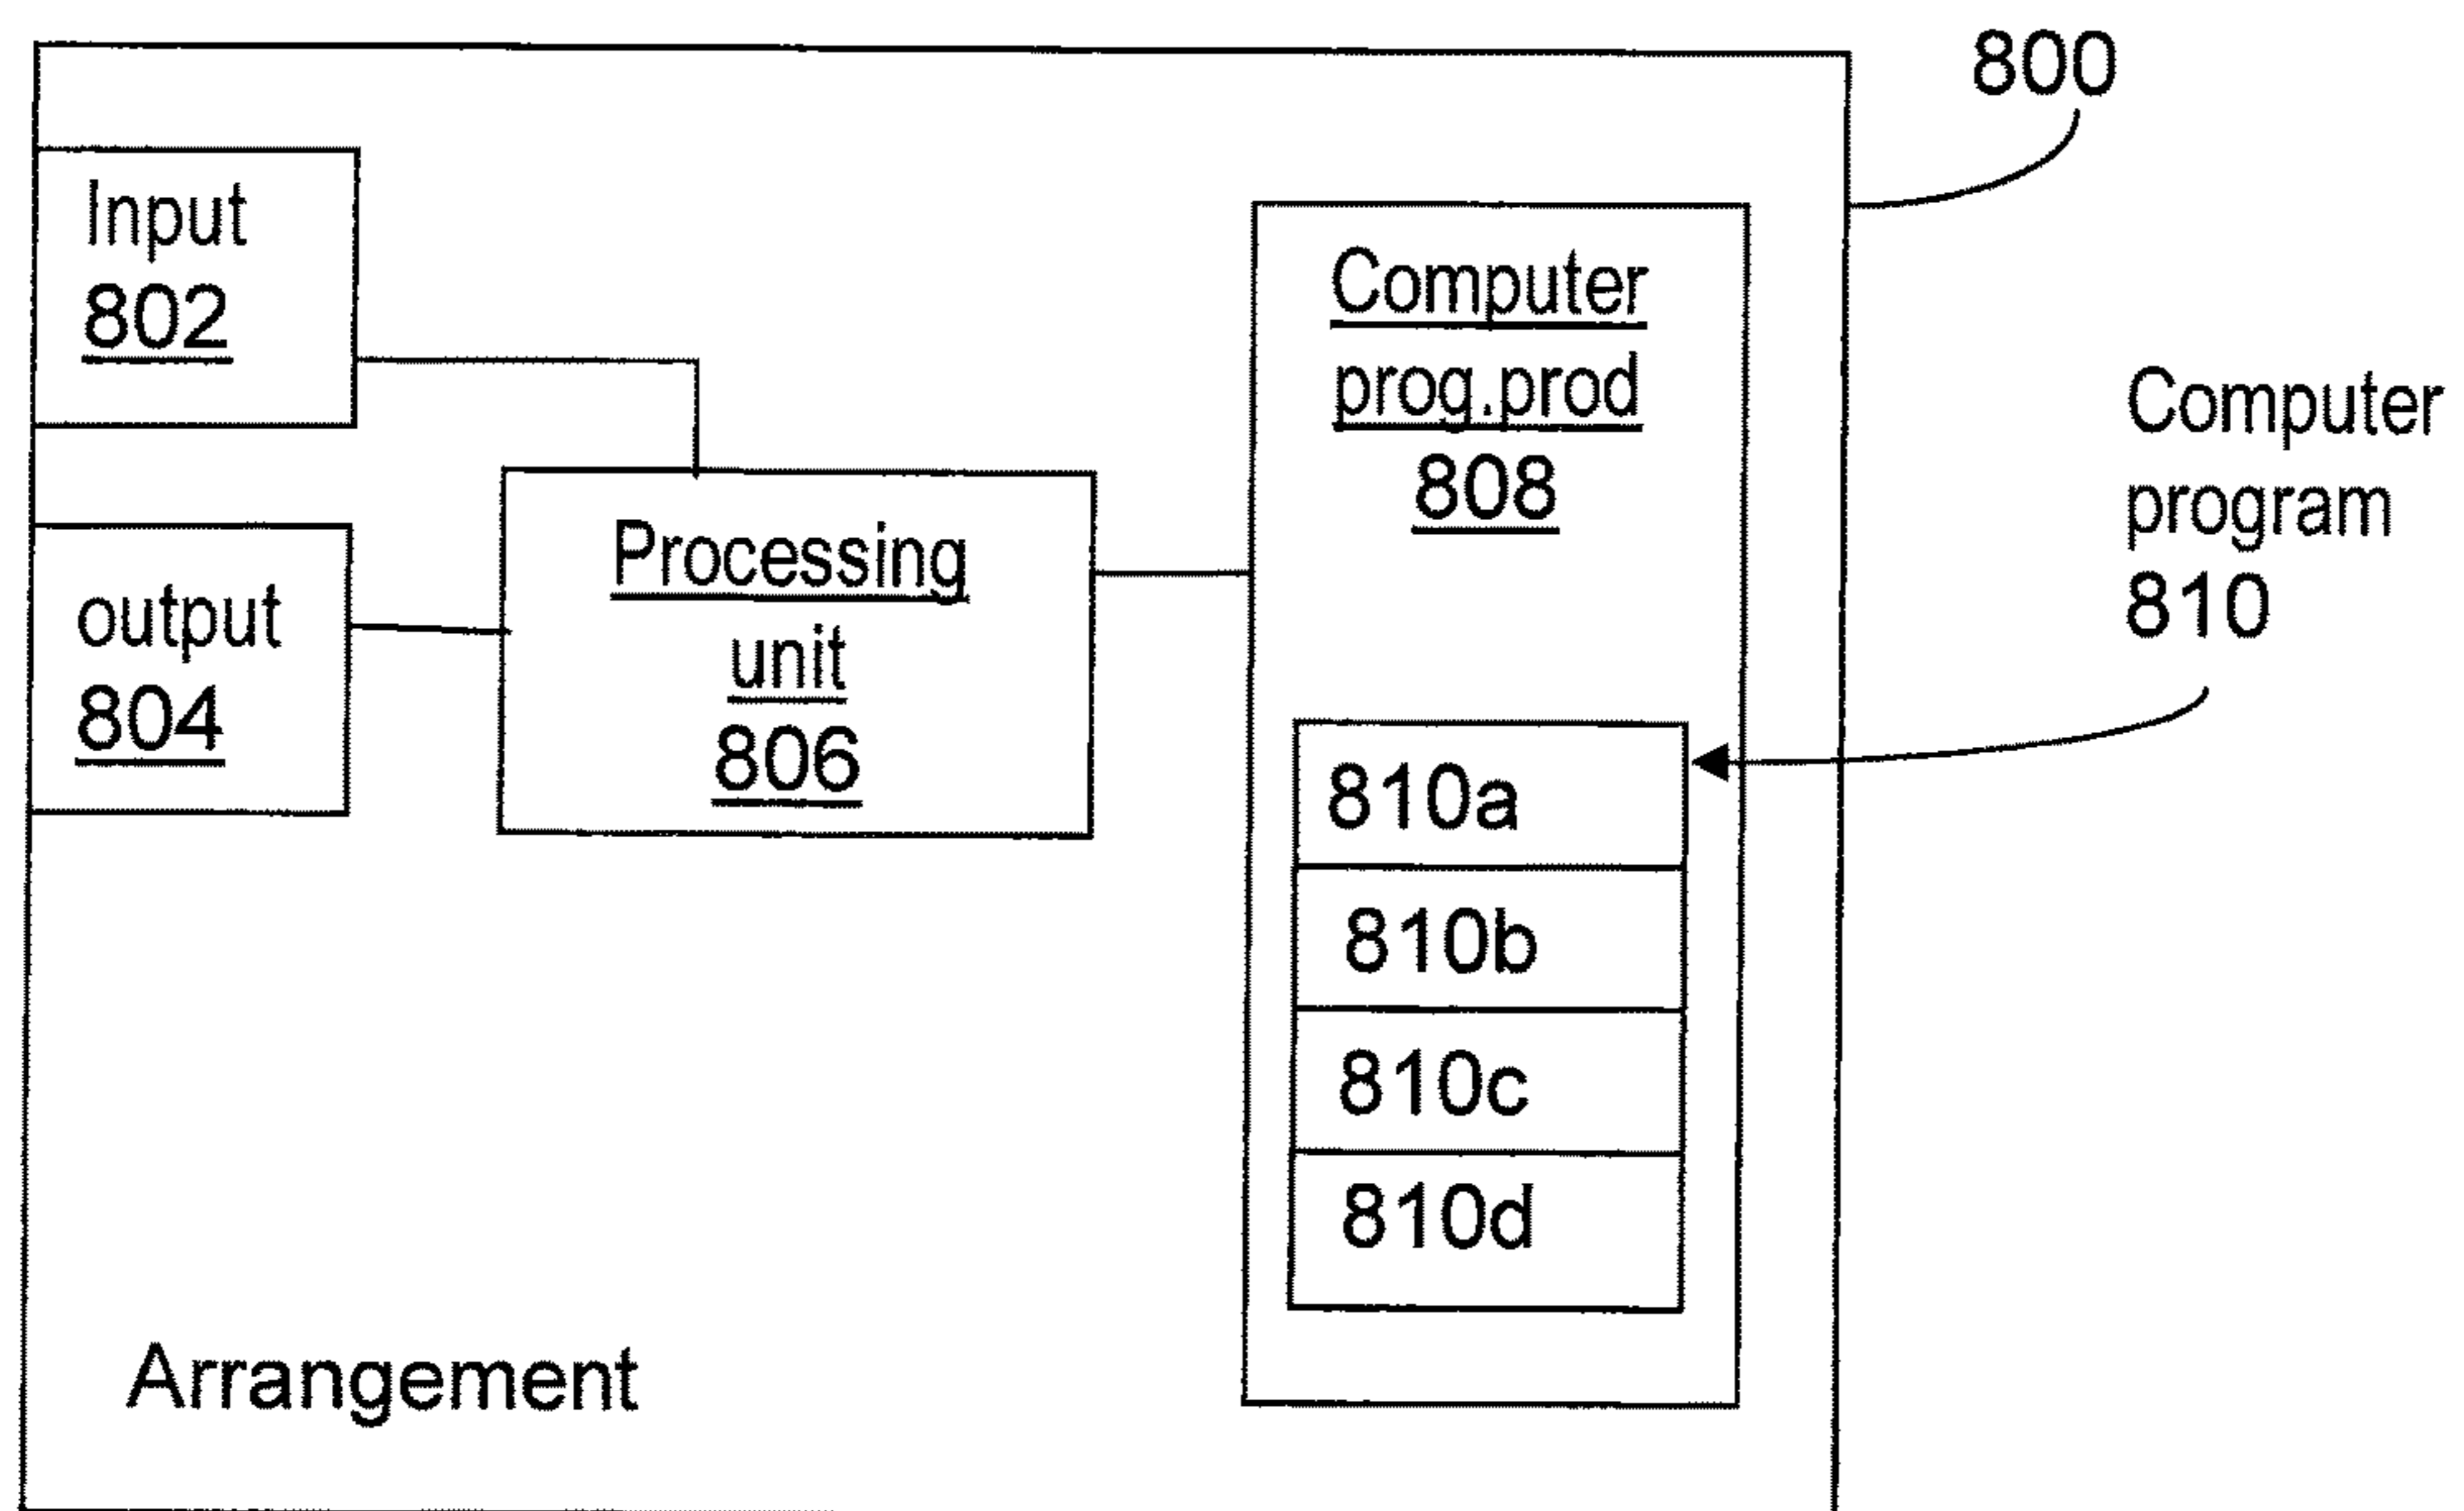 800
Input
802
Computer
prog.prod
808
Computer
program
810
output
804
Processing
unit
806
810a
810b
810c
810d
Arrangement